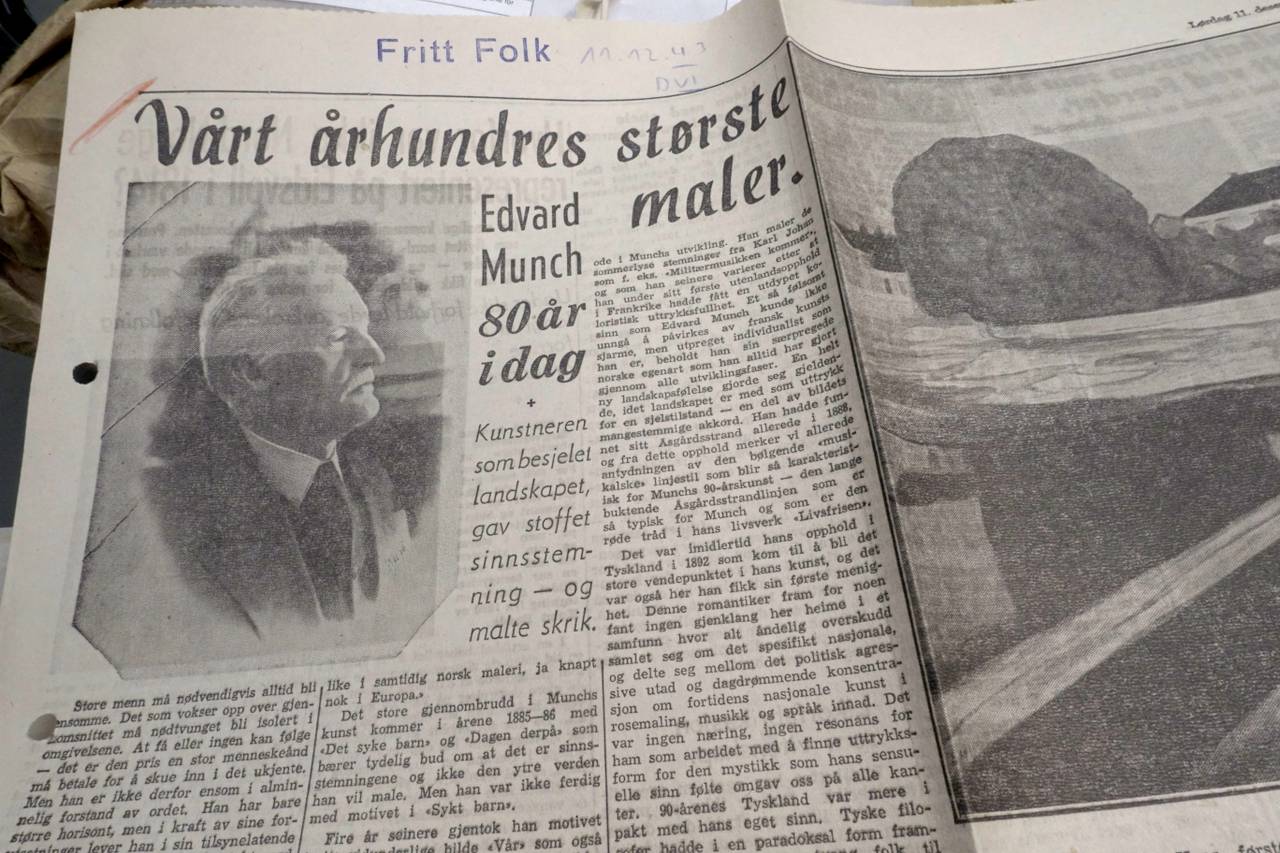 Lørdag 11. dese
Fritt Folk 11.12.43
DVI
Vårt århundres største
maler.
Edvard
Munch
80 år
i dag
+
Kunstneren
som besjelet
landskapet,
gav stoffet
sinnsstem-
ning — og
malte skrik.
Store menn må nødvendigvis alltid bli
ensomme. Det som vokser opp over gjen-
omsnittet må nødtvunget bli isolert i
omgivelsene. At få eller ingen kan følge
— det er den pris en stor menneskeånd
må betale for å skue inn i det ukjente.
Men han er ikke derfor ensom i almin-
nelig forstand av ordet. Han har bare
større horisont, men i kraft av sine for-
lever han i sin tilsynelatende
like i samtidig norsk maleri, ja knapt
nok i Europa.»
Det store gjennombrudd i Munchs
kunst kommer i årene 1885—86 med
«Det syke barn» og «Dagen derpå» som
bærer tydelig bud om at det er sinns-
stemningene og ikke den ytre verden
han vil male. Men han var ikke ferdig
med motivet i «Sykt barn».
Fire år seinere gjentok han motivet
bilde «Vår» som også
ode i Munchs utvikling. Han maler de
sommerlyse stemninger fra Karl Johan
som f. eks. «Militærmusikken kommer»,
og som han seinere varierer etter at
han under sitt første utenlandsopphold
i Frankrike hadde fått en utdypet ko-
loristisk uttrykksfullhet. Et så følsomt
sinn som Edvard Munch kunde ikke
unngå å påvirkes av fransk kunsts
sjarme, men utpreget individualist som
han er, beholdt han sin særpregede
norske egenart som han alltid har gjort
gjennom alle utviklingsfaser. En helt
ny landskapsfølelse gjorde seg gjelden-
de, idet landskapet er med som uttrykk
for en sjelstilstand — en del av bildets
mangestemmige akkord. Han hadde fun-
net sitt Åsgårdsstrand allerede i 1888,
og fra dette opphold merker vi allerede
antydningen av den bølgende «musi-
kalske» linjestil som blir så karakterist-
isk for Munchs 90-årskunst — den lange
buktende Åsgårdsstrandlinjen som er
så typisk for Munch og som er den
røde tråd i hans livsverk «Livsfrisen».
Det var imidlertid hans opphold i
Tyskland i 1892 som kom til å bli det
store vendepunktet i hans kunst, og det
var også her han fikk sin første menig-
het. Denne romantiker fram for noen
fant ingen gjenklang her heime i et
samfunn hvor alt åndelig overskudd
samlet seg om det spesifikt nasjonale,
og delte seg mellom det politisk agres-
sive utad og dagdrømmende konsentra-
sjon om fortidens nasjonale kunst i
rosemaling, musikk og språk innad. Det
var ingen næring, ingen resonans for
ham som arbeidet med å finne uttrykks-
form for den mystikk som hans sensu-
elle sinn følte omgav oss på alle kan-
ter. 90-årenes Tyskland var mere i
pakt med hans eget sinn. Tyske filo-
sofer hadde i en paradoksal form fram-
folk til